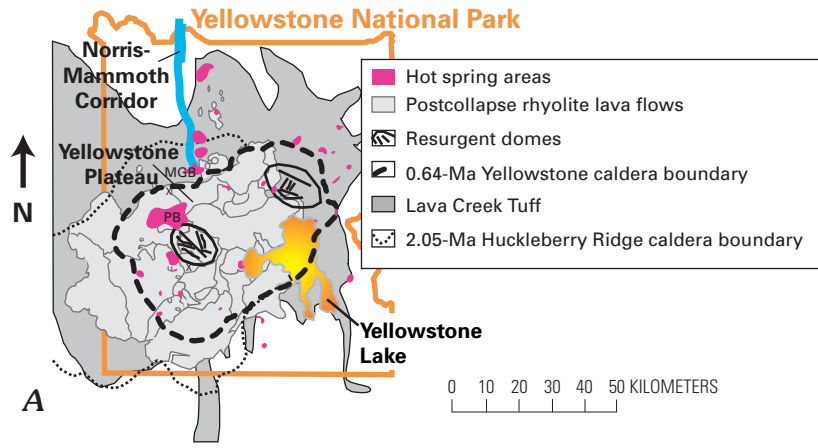 Yellowstone National Park
Norris-
Mammoth
Corridor
Hot spring areas
Postcollapse rhyolite lava flows
Resurgent domes
0.64-Ma Yellowstone caldera boundary
Lava Creek Tuff
2.05-Ma Huckleberry Ridge caldera boundary
Yellowstone
Plateau
MGB
X
N
PB
X
Yellowstone
Lake
A
0 10 20 30 40 50 KILOMETERS